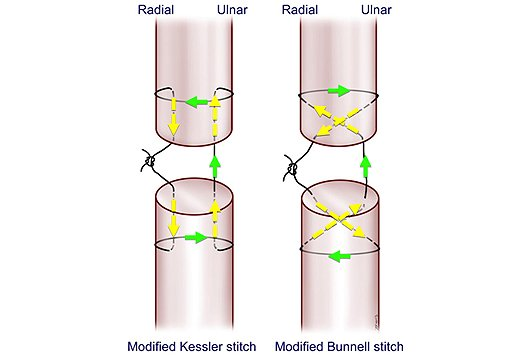 Radial Ulnar Radial Ulnar
Modified Kessler stitch Modified Bunnell stitch